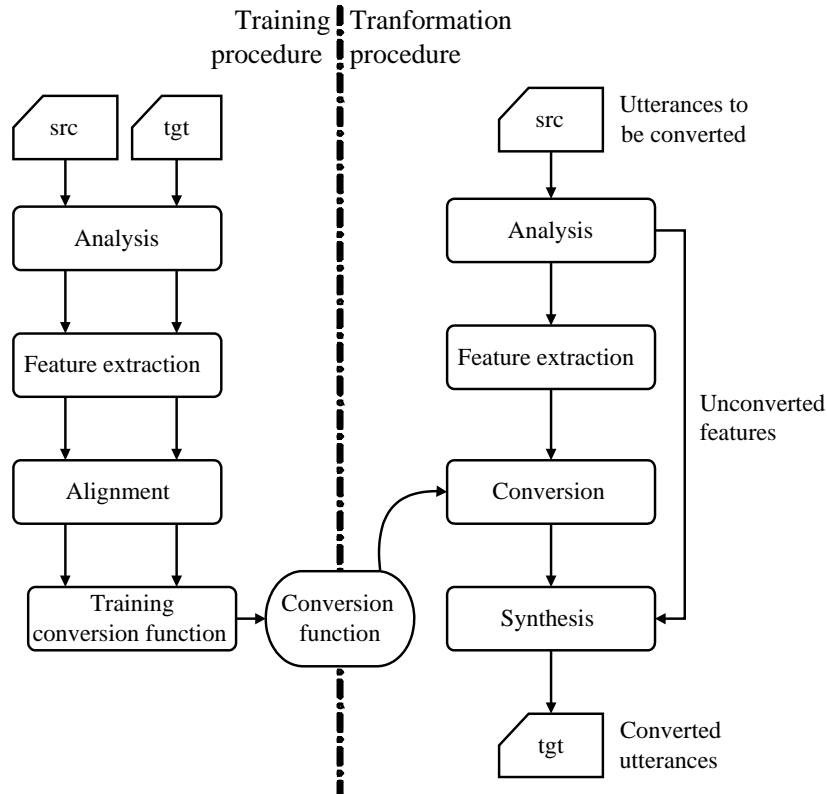 Training
procedure
Tranformation
procedure
src
tgt
Analysis
Feature extraction
Alignment
Training
conversion function
Conversion
function
src
Utterances to
be converted
Analysis
Feature extraction
Unconverted
features
Conversion
Synthesis
tgt
Converted
utterances